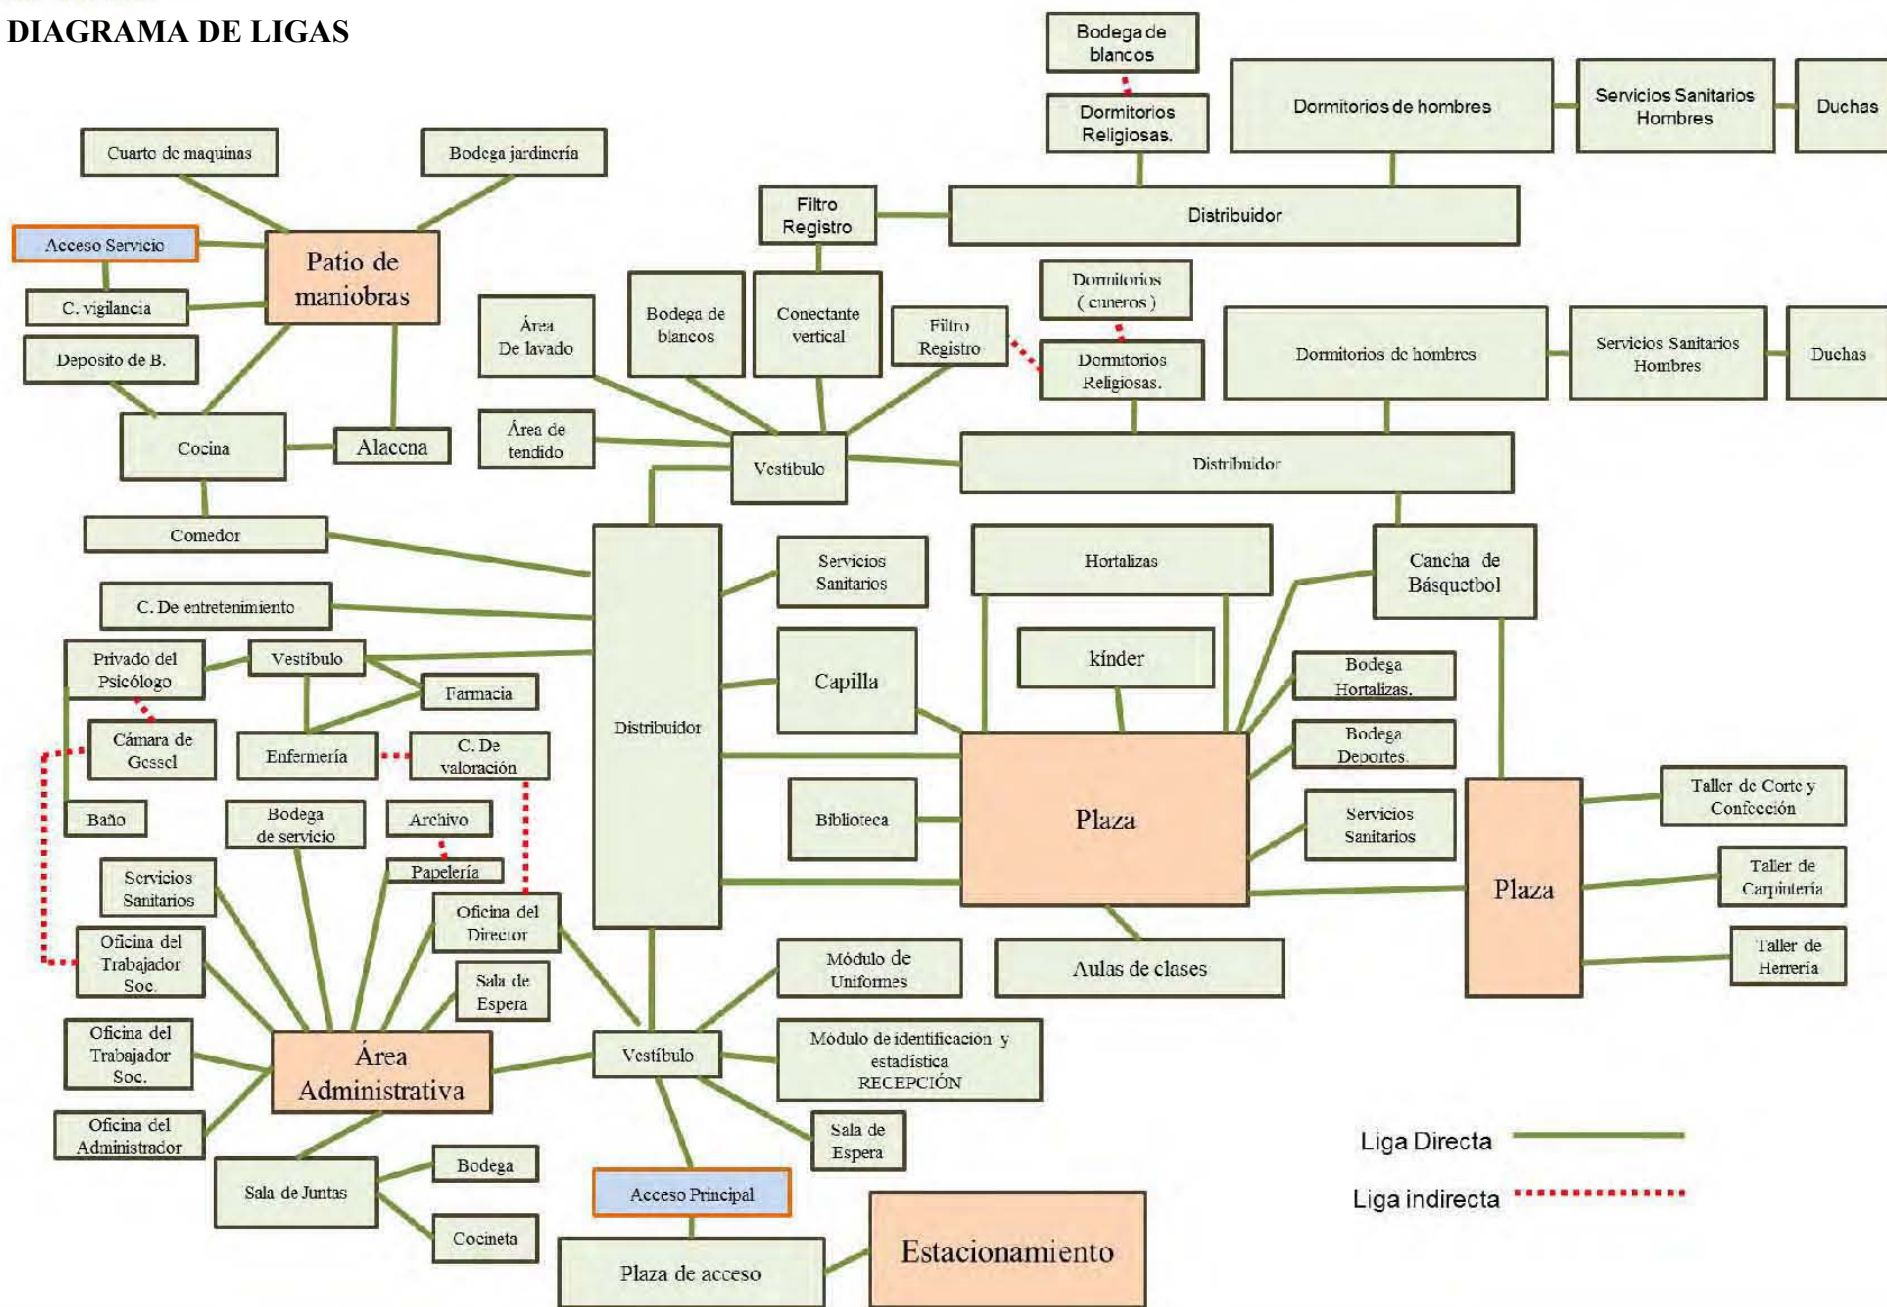 DIAGRAMA DE LIGAS
Bodega de
blancos
Dormitorios
Religiosas.
Dormitorios de hombres
Servicios Sanitarios
Hombres
Duchas
Cuarto de maquinas
Bodega jardinería
Filtro
Registro
Distribuidor
Acceso Servicio
Patio de
maniobras
C. vigilancia
Deposito de B.
Cocina
Alacena
Comedor
Área
De lavado
Bodega de
blancos
Conectante
vertical
Filtro
Registro
Dormitorios
( cuneros )
Dormitorios
Religiosas.
Dormitorios de hombres
Servicios Sanitarios
Hombres
Duchas
Área de
tendido
Vestíbulo
Distribuidor
C. De entretenimiento
Privado del
Psicólogo
Vestíbulo
Farmacia
Cámara de
Gessel
Enfermería
C. De
valoración
Baño
Distribuidor
Servicios
Sanitarios
Capilla
Hortalizas
kínder
Cancha de
Básquetbol
Bodega
Hortalizas.
Bodega
Deportes.
Biblioteca
Plaza
Servicios
Sanitarios
Aulas de clases
Plaza
Taller de Corte y
Confección
Taller de
Carpintería
Taller de
Herrería
Bodega
de servicio
Archivo
Papelería
Servicios
Sanitarios
Oficina del
Director
Oficina del
Trabajador
Soc.
Sala de
Espera
Oficina del
Trabajador
Soc.
Área
Administrativa
Oficina del
Administrador
Sala de Juntas
Bodega
Cocineta
Vestíbulo
Módulo de
Uniformes
Módulo de identificación y
estadística
RECEPCIÓN
Sala de
Espera
Acceso Principal
Plaza de acceso
Estacionamiento
Liga Directa
Liga indirecta